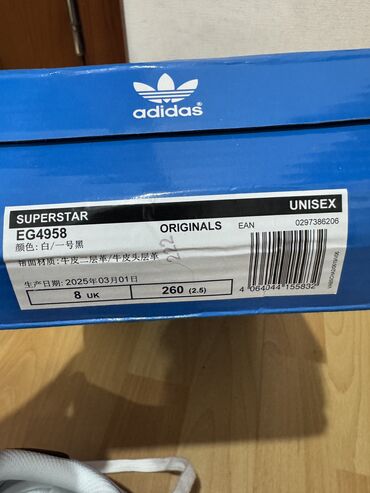 adidas
SUPERSTAR UNISEX
EG4958 ORIGINALS EAN 0297386206
颜色: 白/一号黑
帮面材质: 牛皮二层革/牛皮头层革
生产日期: 2025年03月01日
8 UK 260 (2.5)
4 064044 155832